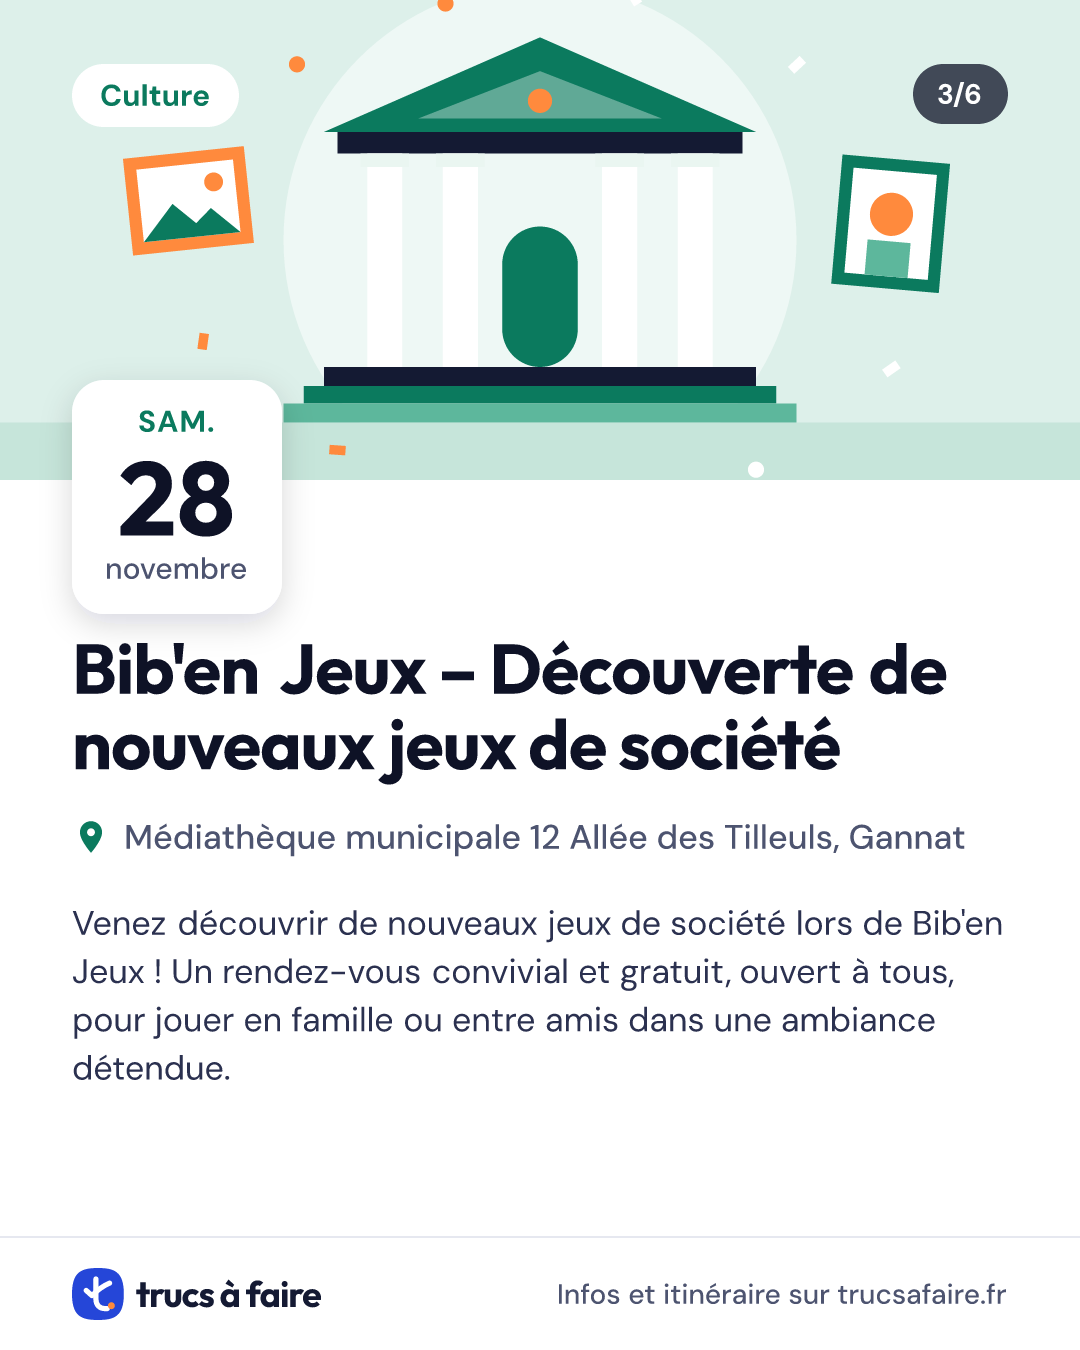 Culture
3/6
SAM.
28
novembre
Bib'en Jeux – Découverte de
nouveaux jeux de société
Médiathèque municipale 12 Allée des Tilleuls, Gannat
Venez découvrir de nouveaux jeux de société lors de Bib'en
Jeux ! Un rendez-vous convivial et gratuit, ouvert à tous,
pour jouer en famille ou entre amis dans une ambiance
détendue.
trucs à faire
Infos et itinéraire sur trucsafaire.fr